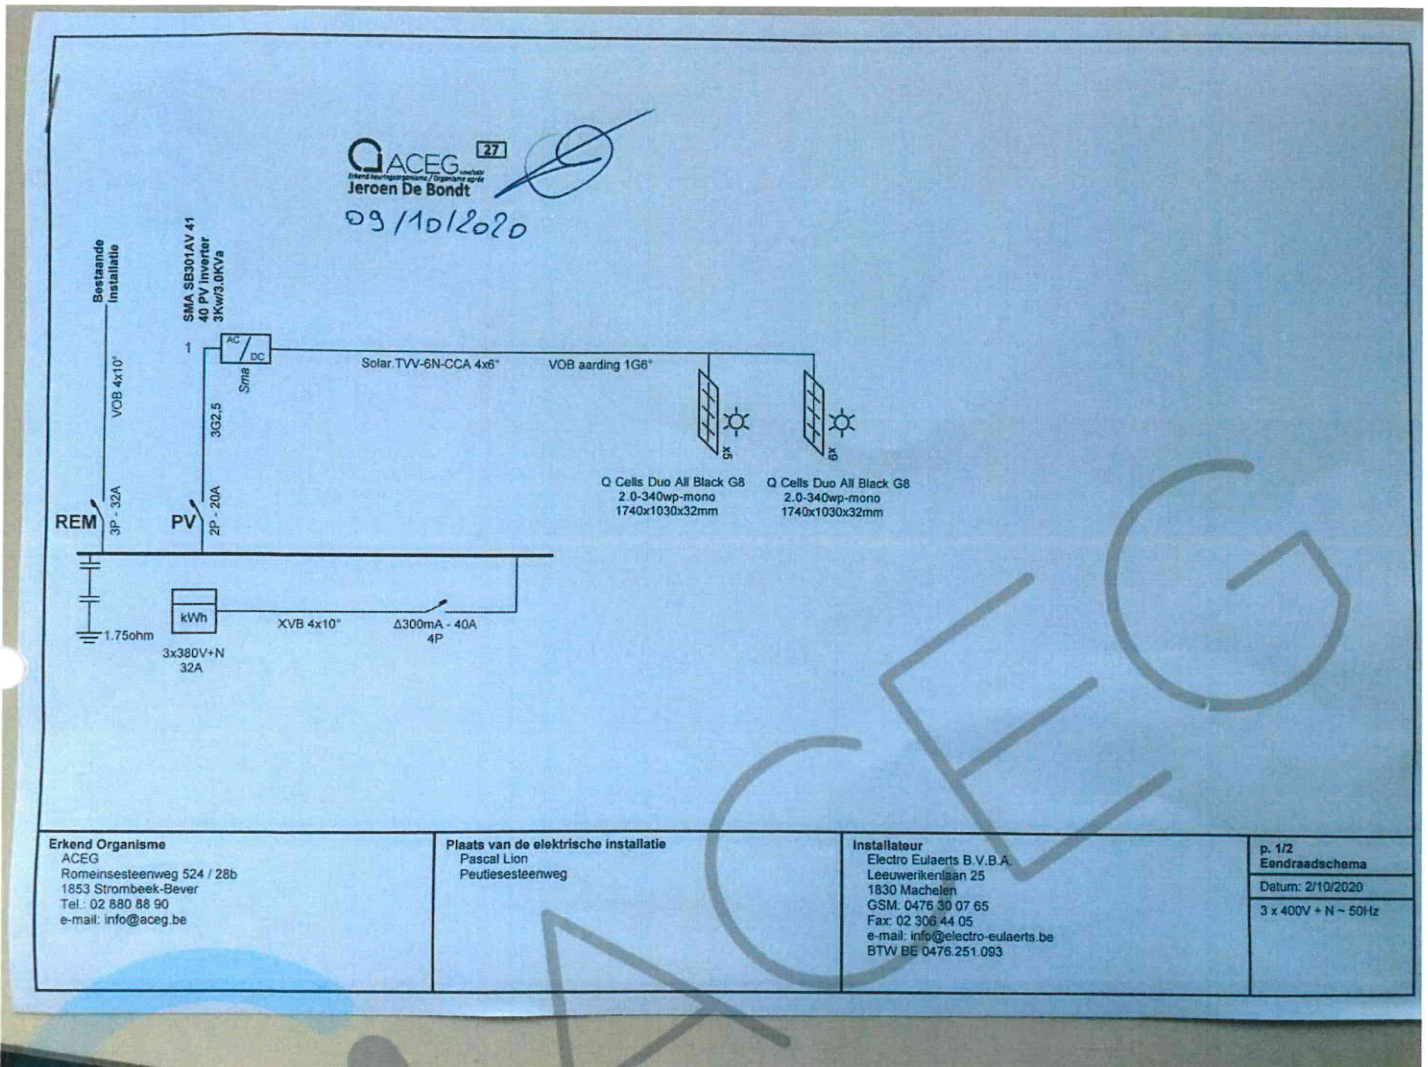 ACEG 27
Erkend keuringsorganisme / Organisme agréé
Jeroen De Bondt
09/10/2020
Bestaande
Installatie
VOB 4x10°
3P - 32A
REM
SMA SB301AV 41
40 PV Inverter
3Kw/3.0KVa
1
AC
DC
Sma
3G2,5
2P - 20A
PV
Solar.TVV-6N-CCA 4x6°
VOB aarding 1G6°
x5
x6
Q Cells Duo All Black G8
2.0-340wp-mono
1740x1030x32mm
Q Cells Duo All Black G8
2.0-340wp-mono
1740x1030x32mm
1.75ohm
kWh
3x380V+N
32A
XVB 4x10°
Δ300mA - 40A
4P
Erkend Organisme
ACEG
Romeinsesteenweg 524 / 28b
1853 Strombeek-Bever
Tel.: 02 880 88 90
e-mail: info@aceg.be
Plaats van de elektrische installatie
Pascal Lion
Peutiesesteenweg
Installateur
Electro Eulaerts B.V.B.A.
Leeuwerikenlaan 25
1830 Machelen
GSM: 0476 30 07 65
Fax: 02 306 44 05
e-mail: info@electro-eulaerts.be
BTW BE 0476.251.093
p. 1/2
Eendraadschema
Datum: 2/10/2020
3 x 400V + N ~ 50Hz
ACEG